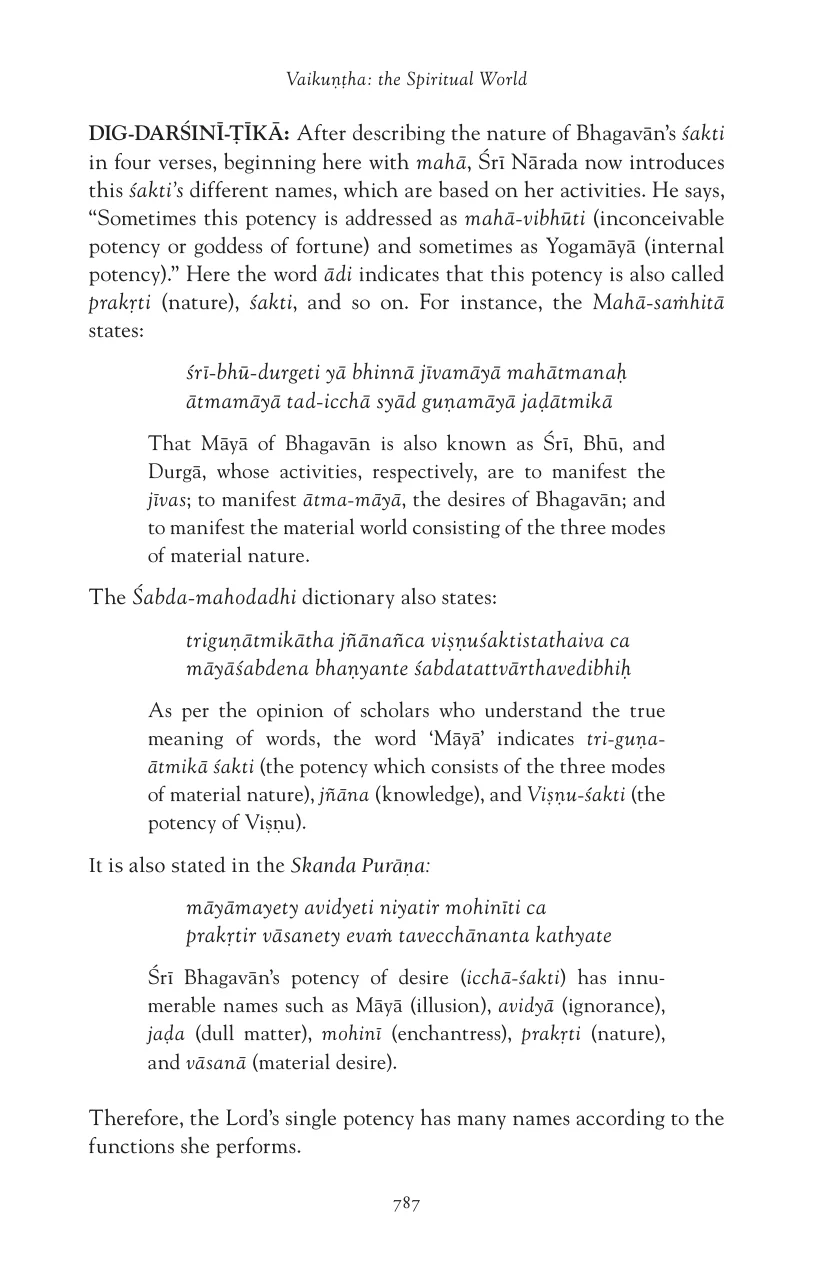 Vaikuṇṭha: the Spiritual World
DIG-DARŚINĪ-ṬĪKĀ: After describing the nature of Bhagavān’s śakti
in four verses, beginning here with mahā, Śrī Nārada now introduces
this śakti’s different names, which are based on her activities. He says,
“Sometimes this potency is addressed as mahā-vibhūti (inconceivable
potency or goddess of fortune) and sometimes as Yogamāyā (internal
potency).” Here the word ādi indicates that this potency is also called
prakṛti (nature), śakti, and so on. For instance, the Mahā-saṁhitā
states:
śrī-bhū-durgeti yā bhinnā jīvamāyā mahātmanaḥ
ātmamāyā tad-icchā syād guṇamāyā jaḍātmikā
That Māyā of Bhagavān is also known as Śrī, Bhū, and
Durgā, whose activities, respectively, are to manifest the
jīvas; to manifest ātma-māyā, the desires of Bhagavān; and
to manifest the material world consisting of the three modes
of material nature.
The Śabda-mahodadhi dictionary also states:
triguṇātmikātha jñānañca viṣṇuśaktistathaiva ca
māyāśabdena bhaṇyante śabdatattvārthavedibhiḥ
As per the opinion of scholars who understand the true
meaning of words, the word ‘Māyā’ indicates tri-guṇa-
ātmikā śakti (the potency which consists of the three modes
of material nature), jñāna (knowledge), and Viṣṇu-śakti (the
potency of Viṣṇu).
It is also stated in the Skanda Purāṇa:
māyāmayety avidyeti niyatir mohinīti ca
prakṛtir vāsanety evaṁ tavecchānanta kathyate
Śrī Bhagavān’s potency of desire (icchā-śakti) has innu-
merable names such as Māyā (illusion), avidyā (ignorance),
jaḍa (dull matter), mohinī (enchantress), prakṛti (nature),
and vāsanā (material desire).
Therefore, the Lord’s single potency has many names according to the
functions she performs.
787